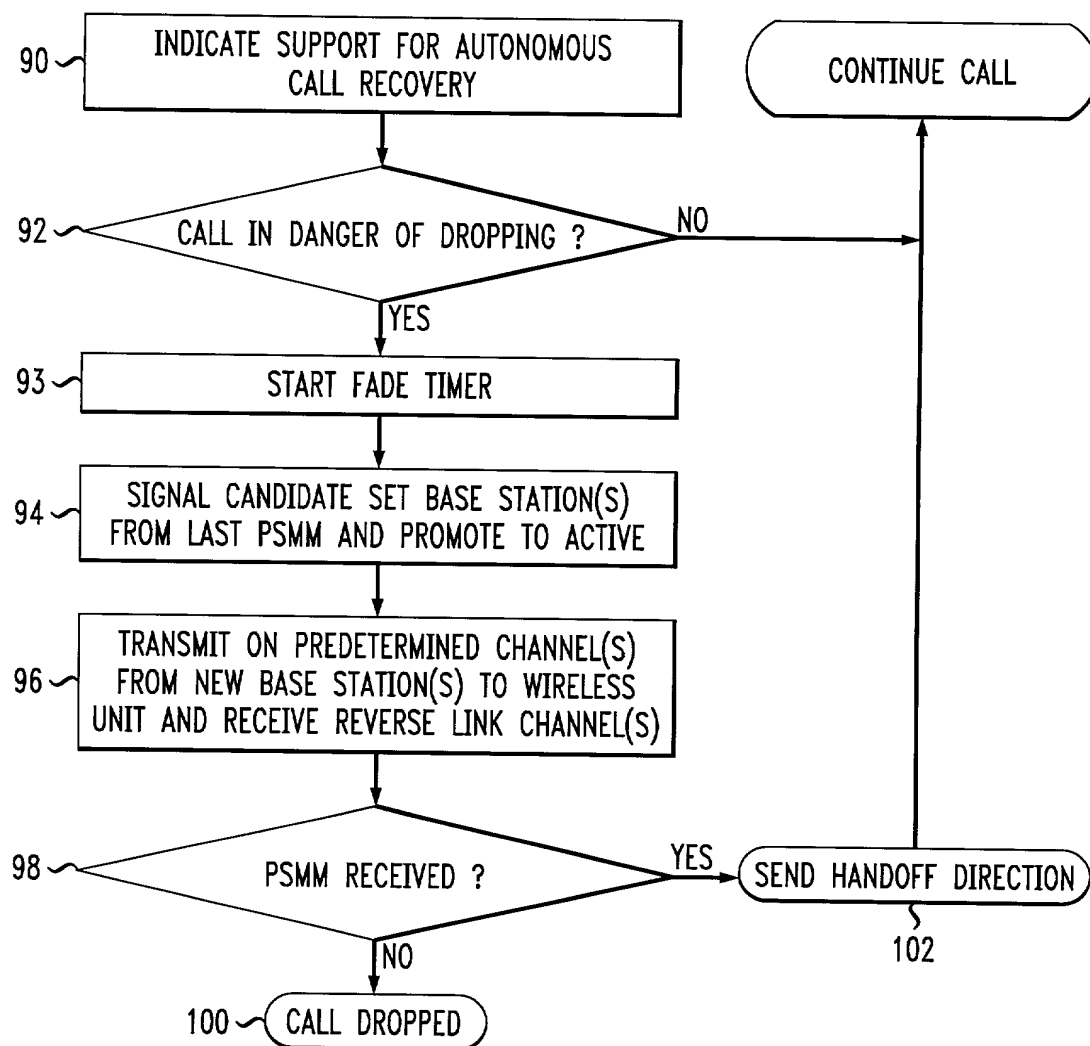 90
INDICATE SUPPORT FOR AUTONOMOUS
CALL RECOVERY
CONTINUE CALL
92
CALL IN DANGER OF DROPPING ?
NO
YES
93
START FADE TIMER
94
SIGNAL CANDIDATE SET BASE STATION(S)
FROM LAST PSMM AND PROMOTE TO ACTIVE
96
TRANSMIT ON PREDETERMINED CHANNEL(S)
FROM NEW BASE STATION(S) TO WIRELESS
UNIT AND RECEIVE REVERSE LINK CHANNEL(S)
98
PSMM RECEIVED ?
YES
SEND HANDOFF DIRECTION
102
NO
100
CALL DROPPED